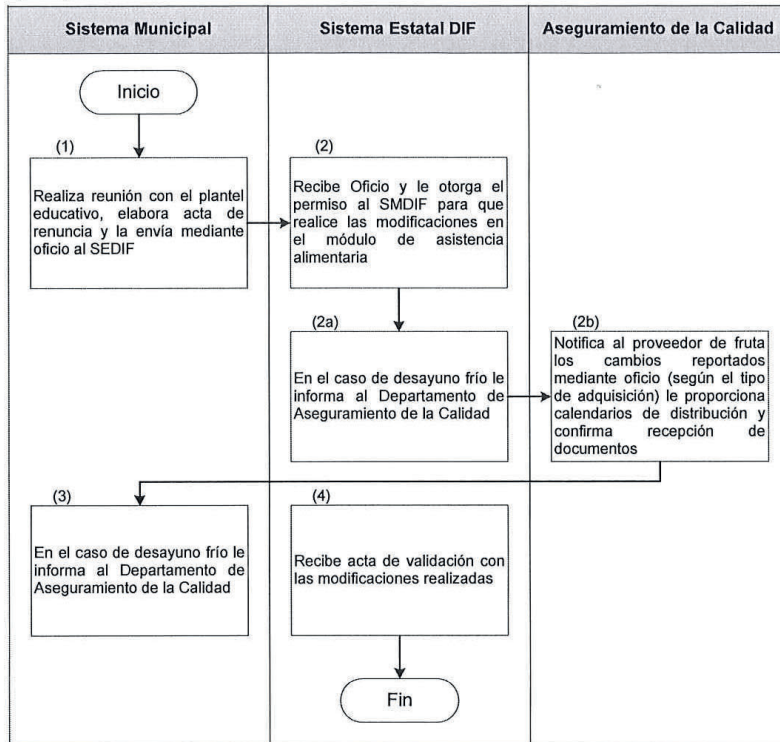 Sistema Municipal
Sistema Estatal DIF
Aseguramiento de la Calidad
Inicio
(1)
Realiza reunión con el plantel
educativo, elabora acta de
renuncia y la envía mediante
oficio al SEDIF
(2)
Recibe Oficio y le otorga el
permiso al SMDIF para que
realice las modificaciones en
el módulo de asistencia
alimentaria
(2a)
En el caso de desayuno frío le
informa al Departamento de
Aseguramiento de la Calidad
(2b)
Notifica al proveedor de fruta
los cambios reportados
mediante oficio (según el tipo
de adquisición) le proporciona
calendarios de distribución y
confirma recepción de
documentos
(3)
En el caso de desayuno frío le
informa al Departamento de
Aseguramiento de la Calidad
(4)
Recibe acta de validación con
las modificaciones realizadas
Fin